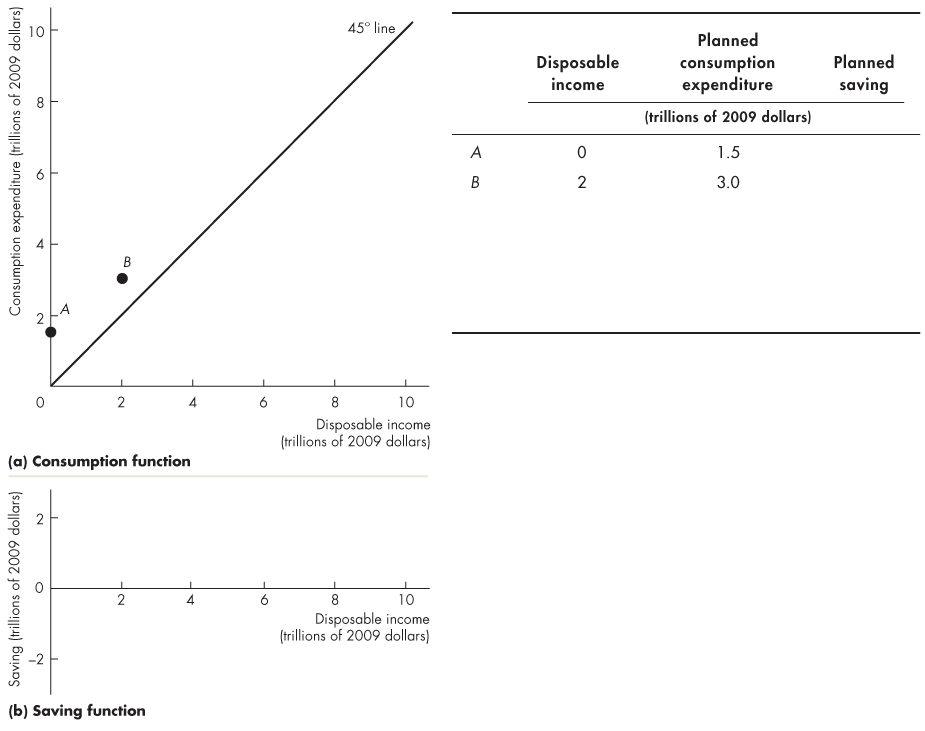 Consumption expenditure (trillions of 2009 dollars)
10
8
6
4
2
0
2
4
6
8
10
45° line
A
B
Disposable income
(trillions of 2009 dollars)
(a) Consumption function
Saving (trillions of 2009 dollars)
2
0
–2
2
4
6
8
10
Disposable income
(trillions of 2009 dollars)
(b) Saving function
Disposable income
Planned consumption expenditure
Planned saving
(trillions of 2009 dollars)
A 0 1.5
B 2 3.0